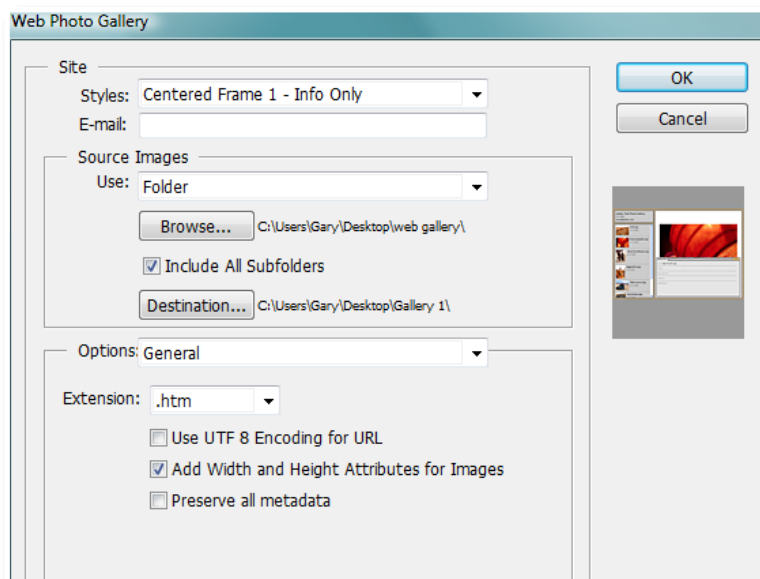 Web Photo Gallery
Site
Styles: Centered Frame 1 - Info Only
E-mail:
Source Images
Use: Folder
Browse... C:\Users\Gary\Desktop\web gallery\
Include All Subfolders
Destination... C:\Users\Gary\Desktop\Gallery 1\
Options: General
Extension: .htm
Use UTF 8 Encoding for URL
Add Width and Height Attributes for Images
Preserve all metadata
OK
Cancel